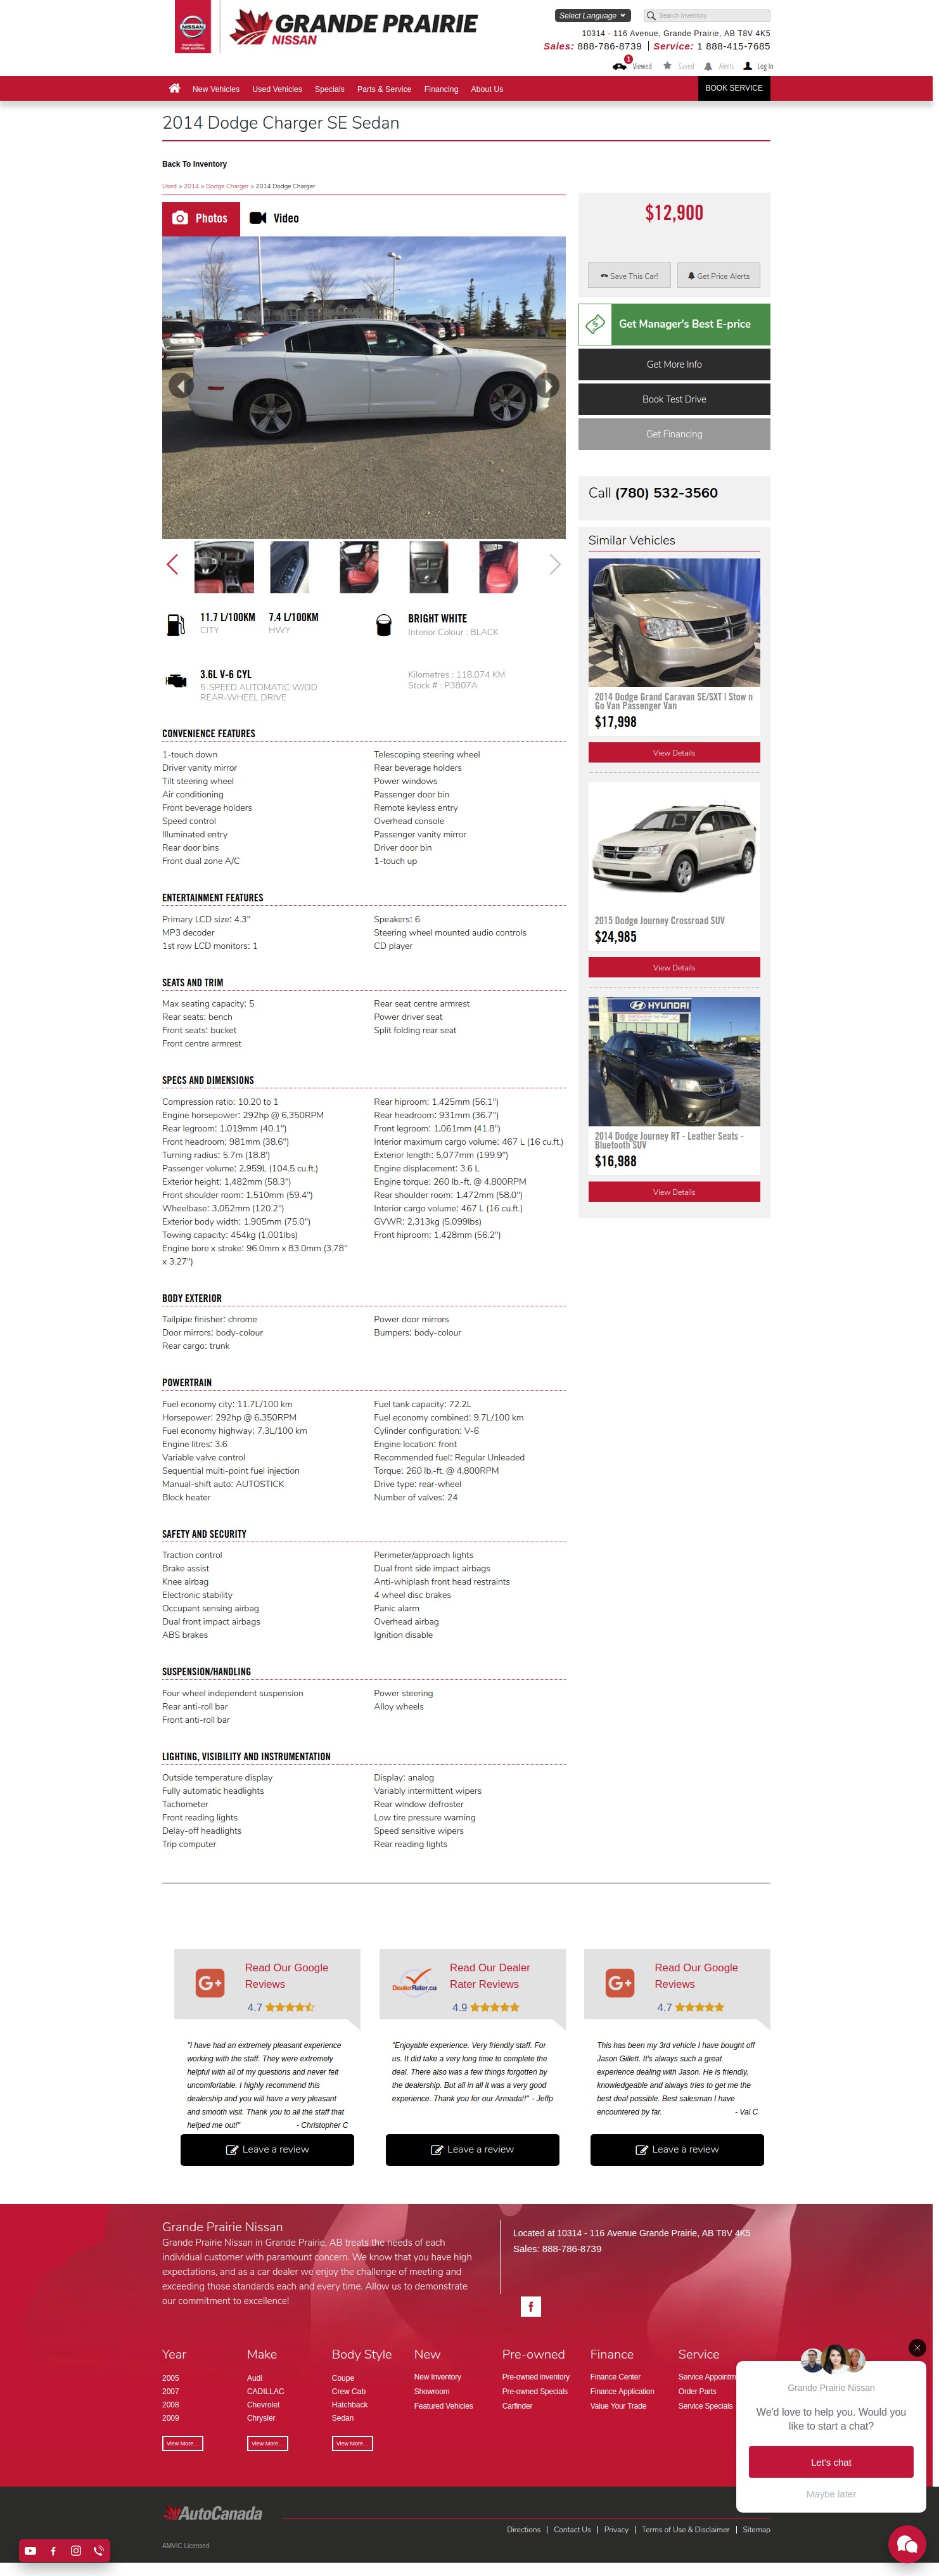 NISSAN
Innovation that excites
GRANDE PRAIRIE
NISSAN
Select Language
Search Inventory
10314 - 116 Avenue, Grande Prairie, AB T8V 4K5
Sales: 888-786-8739 | Service: 1 888-415-7685
1
Viewed Saved Alerts Log In
New Vehicles Used Vehicles Specials Parts & Service Financing About Us BOOK SERVICE
2014 Dodge Charger SE Sedan
Back To Inventory
Used > 2014 > Dodge Charger > 2014 Dodge Charger
Photos Video
$12,900
Save This Car! Get Price Alerts
Get Manager's Best E-price
Get More Info
Book Test Drive
Get Financing
Call (780) 532-3560
11.7 L/100KM 7.4 L/100KM
CITY HWY
BRIGHT WHITE
Interior Colour : BLACK
3.6L V-6 CYL
5-SPEED AUTOMATIC W/OD
REAR-WHEEL DRIVE
Kilometres : 118,074 KM
Stock # : P3807A
CONVENIENCE FEATURES
1-touch down
Driver vanity mirror
Tilt steering wheel
Air conditioning
Front beverage holders
Speed control
Illuminated entry
Rear door bins
Front dual zone A/C
Telescoping steering wheel
Rear beverage holders
Power windows
Passenger door bin
Remote keyless entry
Overhead console
Passenger vanity mirror
Driver door bin
1-touch up
ENTERTAINMENT FEATURES
Primary LCD size: 4.3"
MP3 decoder
1st row LCD monitors: 1
Speakers: 6
Steering wheel mounted audio controls
CD player
SEATS AND TRIM
Max seating capacity: 5
Rear seats: bench
Front seats: bucket
Front centre armrest
Rear seat centre armrest
Power driver seat
Split folding rear seat
SPECS AND DIMENSIONS
Compression ratio: 10.20 to 1
Engine horsepower: 292hp @ 6,350RPM
Rear legroom: 1,019mm (40.1")
Front headroom: 981mm (38.6")
Turning radius: 5.7m (18.8')
Passenger volume: 2,959L (104.5 cu.ft.)
Exterior height: 1,482mm (58.3")
Front shoulder room: 1,510mm (59.4")
Wheelbase: 3,052mm (120.2")
Exterior body width: 1,905mm (75.0")
Towing capacity: 454kg (1,001lbs)
Engine bore x stroke: 96.0mm x 83.0mm (3.78"
x 3.27")
Rear hiproom: 1,425mm (56.1")
Rear headroom: 931mm (36.7")
Front legroom: 1,061mm (41.8")
Interior maximum cargo volume: 467 L (16 cu.ft.)
Exterior length: 5,077mm (199.9")
Engine displacement: 3.6 L
Engine torque: 260 lb.-ft. @ 4,800RPM
Rear shoulder room: 1,472mm (58.0")
Interior cargo volume: 467 L (16 cu.ft.)
GVWR: 2,313kg (5,099lbs)
Front hiproom: 1,428mm (56.2")
BODY EXTERIOR
Tailpipe finisher: chrome
Door mirrors: body-colour
Rear cargo: trunk
Power door mirrors
Bumpers: body-colour
POWERTRAIN
Fuel economy city: 11.7L/100 km
Horsepower: 292hp @ 6,350RPM
Fuel economy highway: 7.3L/100 km
Engine litres: 3.6
Variable valve control
Sequential multi-point fuel injection
Manual-shift auto: AUTOSTICK
Block heater
Fuel tank capacity: 72.2L
Fuel economy combined: 9.7L/100 km
Cylinder configuration: V-6
Engine location: front
Recommended fuel: Regular Unleaded
Torque: 260 lb.-ft. @ 4,800RPM
Drive type: rear-wheel
Number of valves: 24
SAFETY AND SECURITY
Traction control
Brake assist
Knee airbag
Electronic stability
Occupant sensing airbag
Dual front impact airbags
ABS brakes
Perimeter/approach lights
Dual front side impact airbags
Anti-whiplash front head restraints
4 wheel disc brakes
Panic alarm
Overhead airbag
Ignition disable
SUSPENSION/HANDLING
Four wheel independent suspension
Rear anti-roll bar
Front anti-roll bar
Power steering
Alloy wheels
LIGHTING, VISIBILITY AND INSTRUMENTATION
Outside temperature display
Fully automatic headlights
Tachometer
Front reading lights
Delay-off headlights
Trip computer
Display: analog
Variably intermittent wipers
Rear window defroster
Low tire pressure warning
Speed sensitive wipers
Rear reading lights
Similar Vehicles
2014 Dodge Grand Caravan SE/SXT | Stow n
Go Van Passenger Van
$17,998
View Details
2015 Dodge Journey Crossroad SUV
$24,985
View Details
HYUNDAI
2014 Dodge Journey RT - Leather Seats -
Bluetooth SUV
$16,988
View Details
G+
Read Our Google
Reviews
4.7
"I have had an extremely pleasant experience
working with the staff. They were extremely
helpful with all of my questions and never felt
uncomfortable. I highly recommend this
dealership and you will have a very pleasant
and smooth visit. Thank you to all the staff that
helped me out!" - Christopher C
Leave a review
DealerRater.ca
Read Our Dealer
Rater Reviews
4.9
"Enjoyable experience. Very friendly staff. For
us. It did take a very long time to complete the
deal. There also was a few things forgotten by
the dealership. But all in all it was a very good
experience. Thank you for our Armada!!" - Jeffp
Leave a review
G+
Read Our Google
Reviews
4.7
This has been my 3rd vehicle I have bought off
Jason Gillett. It's always such a great
experience dealing with Jason. He is friendly,
knowledgeable and always tries to get me the
best deal possible. Best salesman I have
encountered by far. - Val C
Leave a review
Grande Prairie Nissan
Grande Prairie Nissan in Grande Prairie, AB treats the needs of each
individual customer with paramount concern. We know that you have high
expectations, and as a car dealer we enjoy the challenge of meeting and
exceeding those standards each and every time. Allow us to demonstrate
our commitment to excellence!
Located at 10314 - 116 Avenue Grande Prairie, AB T8V 4K5
Sales: 888-786-8739
Year
2005
2007
2008
2009
View More...
Make
Audi
CADILLAC
Chevrolet
Chrysler
View More...
Body Style
Coupe
Crew Cab
Hatchback
Sedan
View More...
New
New Inventory
Showroom
Featured Vehicles
Pre-owned
Pre-owned inventory
Pre-owned Specials
Carfinder
Finance
Finance Center
Finance Application
Value Your Trade
Service
Service Appointm
Order Parts
Service Specials
Grande Prairie Nissan
We'd love to help you. Would you
like to start a chat?
Let's chat
Maybe later
AutoCanada
Directions | Contact Us | Privacy | Terms of Use & Disclaimer | Sitemap
AMVIC Licensed